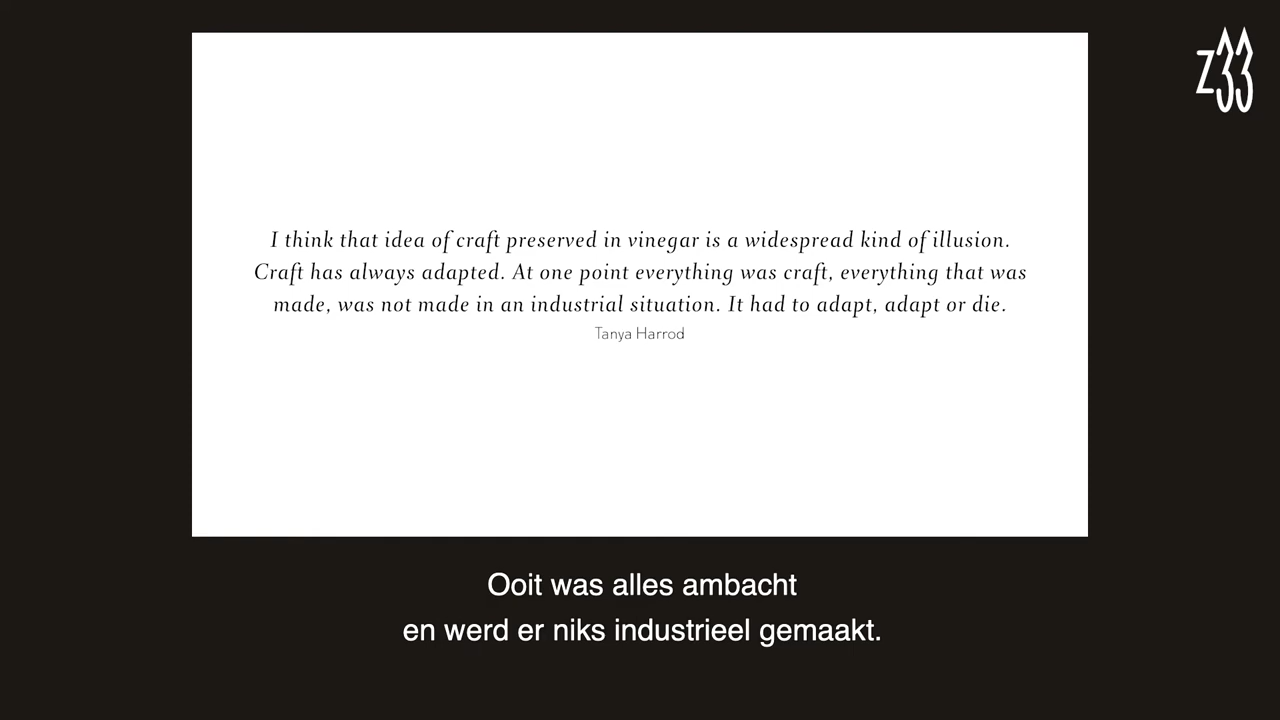 z33
I think that idea of craft preserved in vinegar is a widespread kind of illusion.
Craft has always adapted. At one point everything was craft, everything that was
made, was not made in an industrial situation. It had to adapt, adapt or die.
Tanya Harrod
Ooit was alles ambacht
en werd er niks industrieel gemaakt.